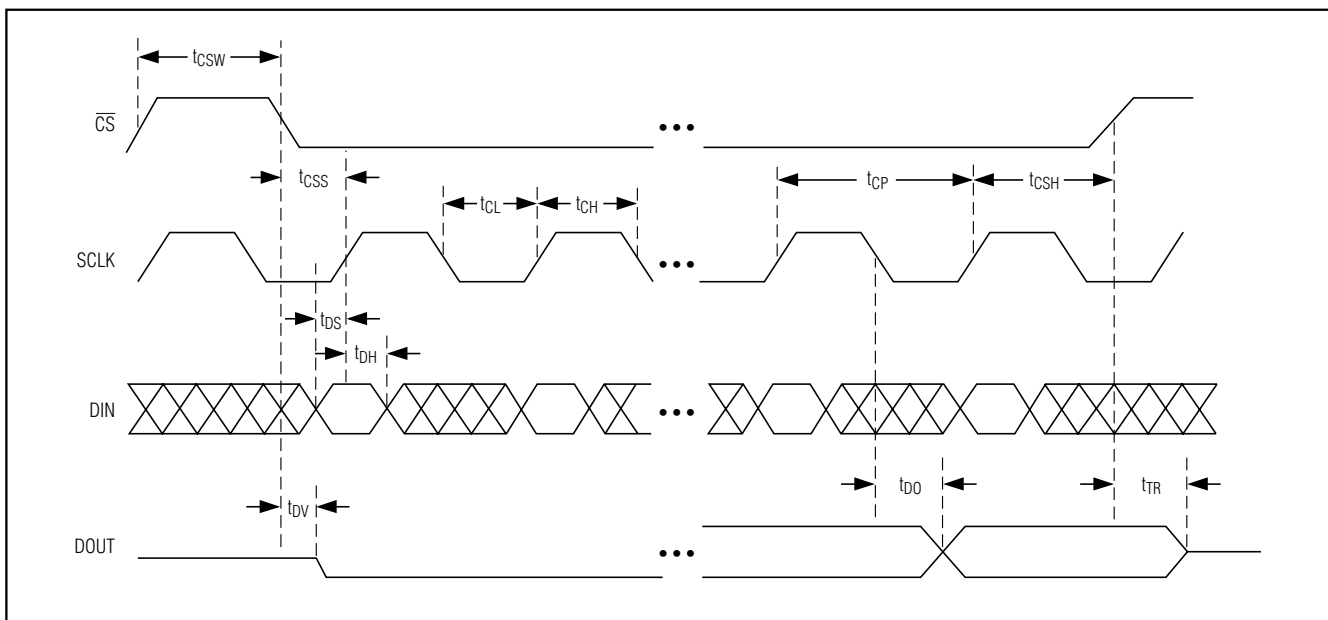 tCSW
CS
•••
tCSS
tCP
tCSH
tCL
tCH
SCLK
•••
tDS
tDH
DIN
•••
tDO
tTR
tDV
DOUT
•••